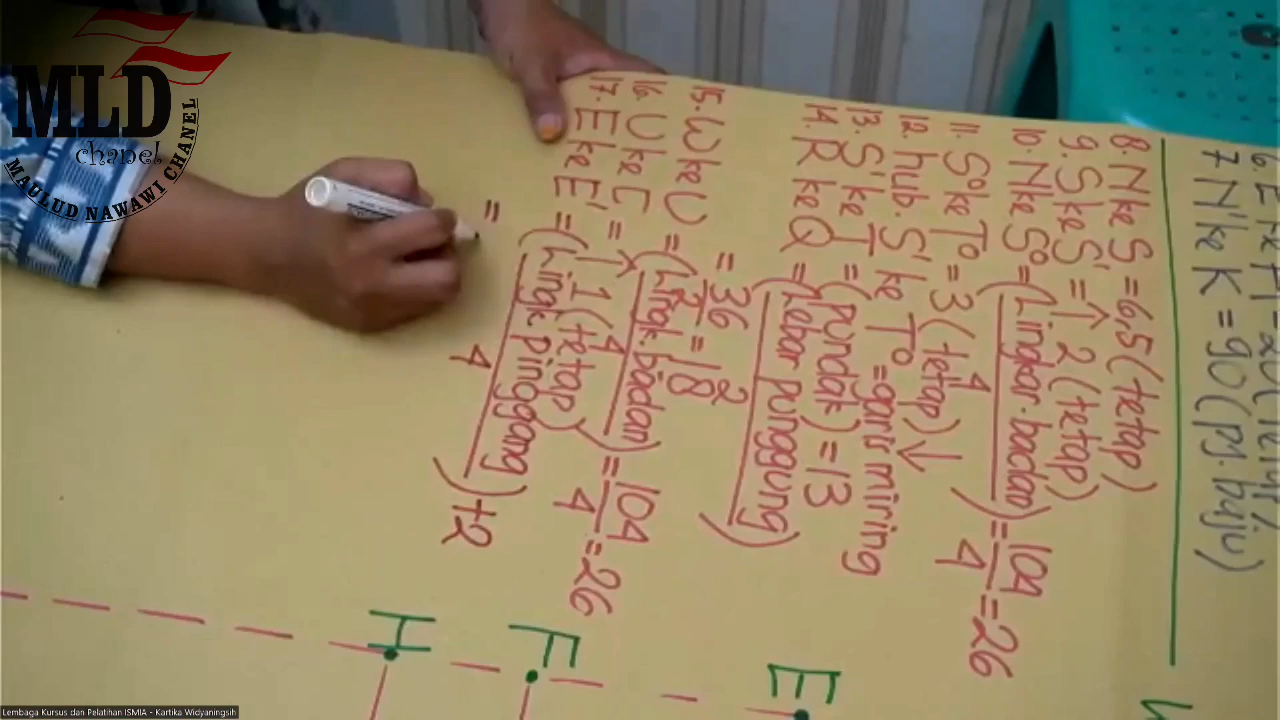 MLD
chanel
MAULUD NAWAWI CHANEL
7. N'ke K = 90 (pj. baju)
8. N ke S = 6,5 (tetap)
9. S ke S' = ↑ 2 (tetap)
10. N ke S° = (Lingkar badan / 4) = 104 / 4 = 26
11. S° ke T° = 3 (tetap) ↓
12. hub. S' ke T° = garis miring
13. S' ke T = (pundak) = 13
14. R ke Q = (Lebar punggung / 2)
= 36 / 2 = 18
15. W ke U = (Lingk. badan / 4) = 104 / 4 = 26
16. U ke C = ↑ 1 (tetap)
17. E ke E' = (Lingk. Pinggang / 4) + 2
=
E
F
H
Lembaga Kursus dan Pelatihan ISMIA - Kartika Widyaningsih